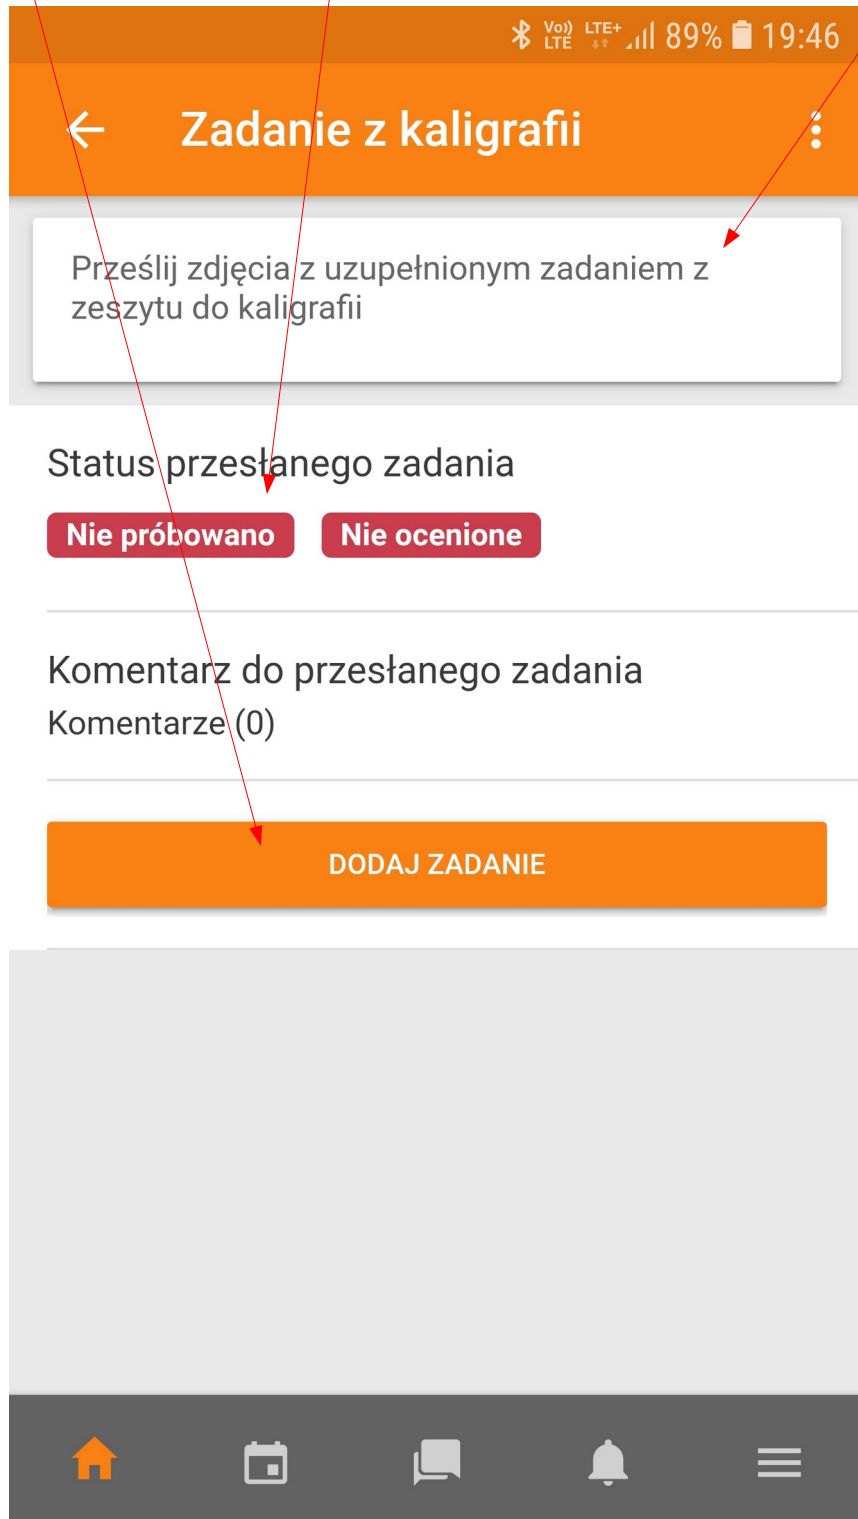 Voo)) LTE LTE+ 89% 19:46
Zadanie z kaligrafii
Prześlij zdjęcia z uzupełnionym zadaniem z
zeszytu do kaligrafii
Status przesłanego zadania
Nie próbowano Nie ocenione
Komentarz do przesłanego zadania
Komentarze (0)
DODAJ ZADANIE